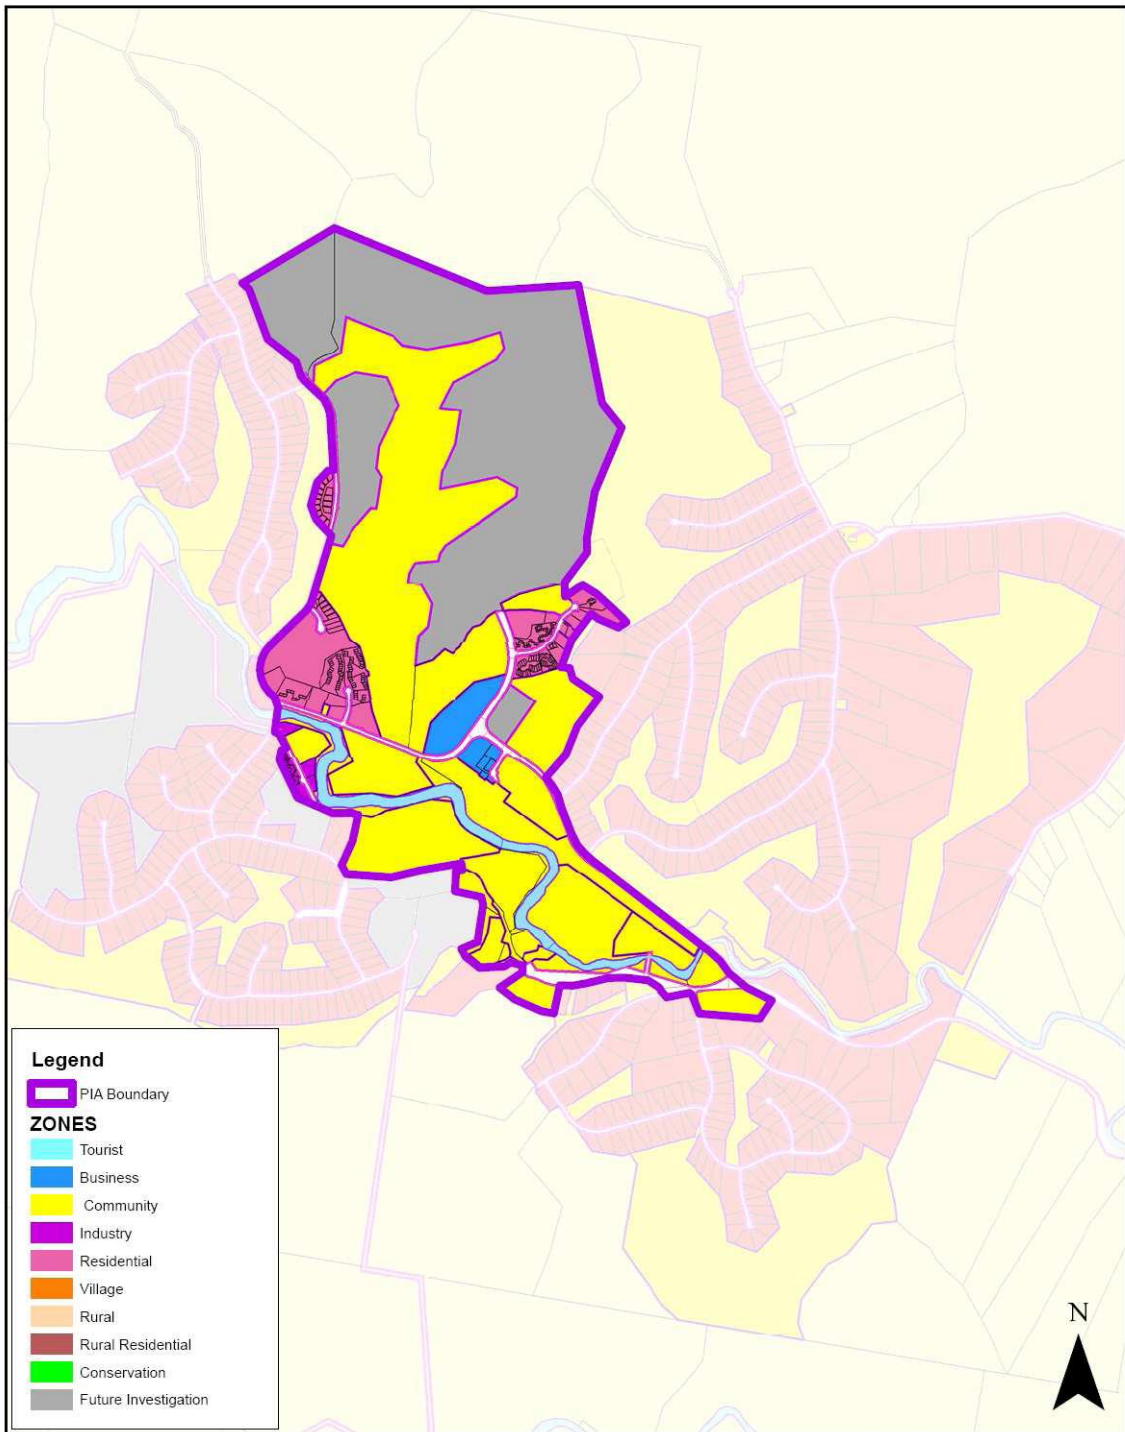 Legend
PIA Boundary
ZONES
Tourist
Business
Community
Industry
Residential
Village
Rural
Rural Residential
Conservation
Future Investigation
N